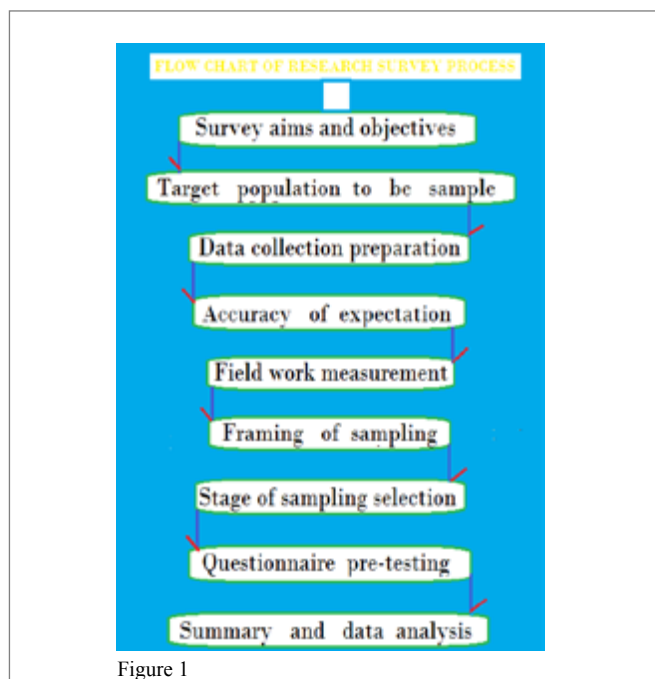 FLOW CHART OF RESEARCH SURVEY PROCESS
Survey aims and objectives
Target population to be sample
Data collection preparation
Accuracy of expectation
Field work measurement
Framing of sampling
Stage of sampling selection
Questionnaire pre-testing
Summary and data analysis
Figure 1